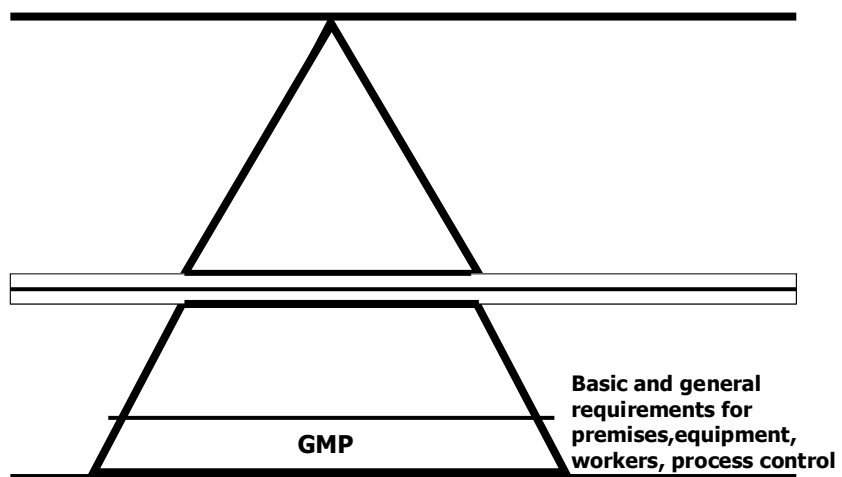 Basic and general
requirements for
premises,equipment,
workers, process control
GMP